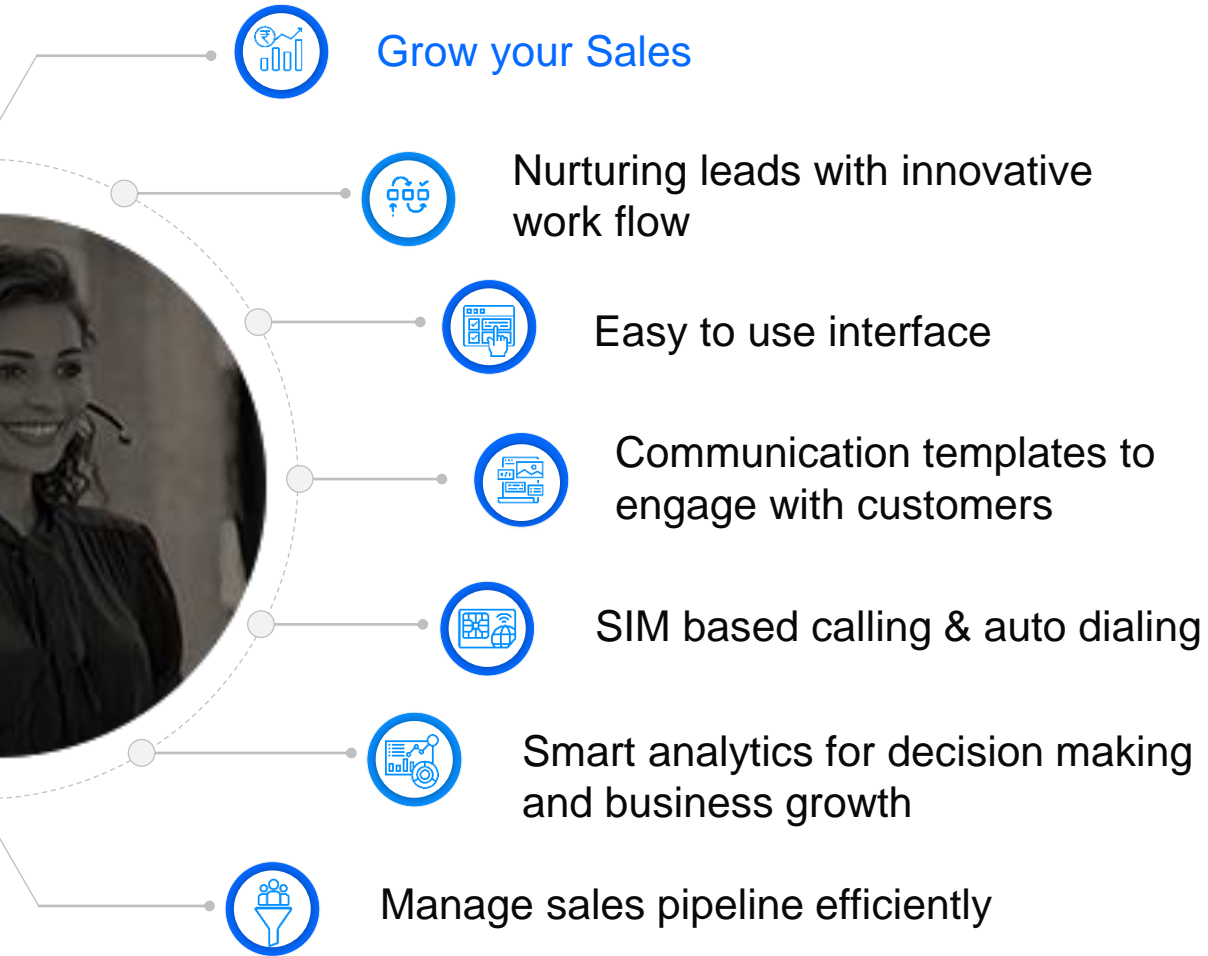 Grow your Sales
Nurturing leads with innovative
work flow
Easy to use interface
Communication templates to
engage with customers
SIM based calling & auto dialing
Smart analytics for decision making
and business growth
Manage sales pipeline efficiently